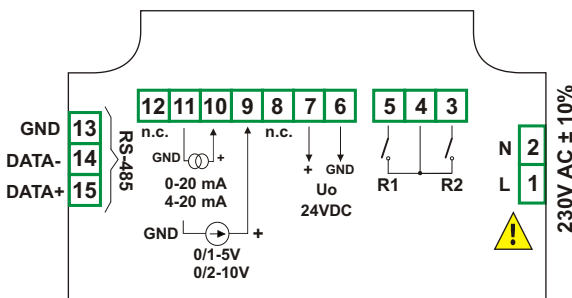 12 11 10 9 8 7 6 5 4 3
n.c. n.c.
GND 13
DATA- 14
DATA+ 15
RS-485
GND +
0-20 mA
4-20 mA
GND +
0/1-5V
0/2-10V
+ GND
Uo
24VDC
R1 R2
N 2
L 1
230V AC ± 10%
!